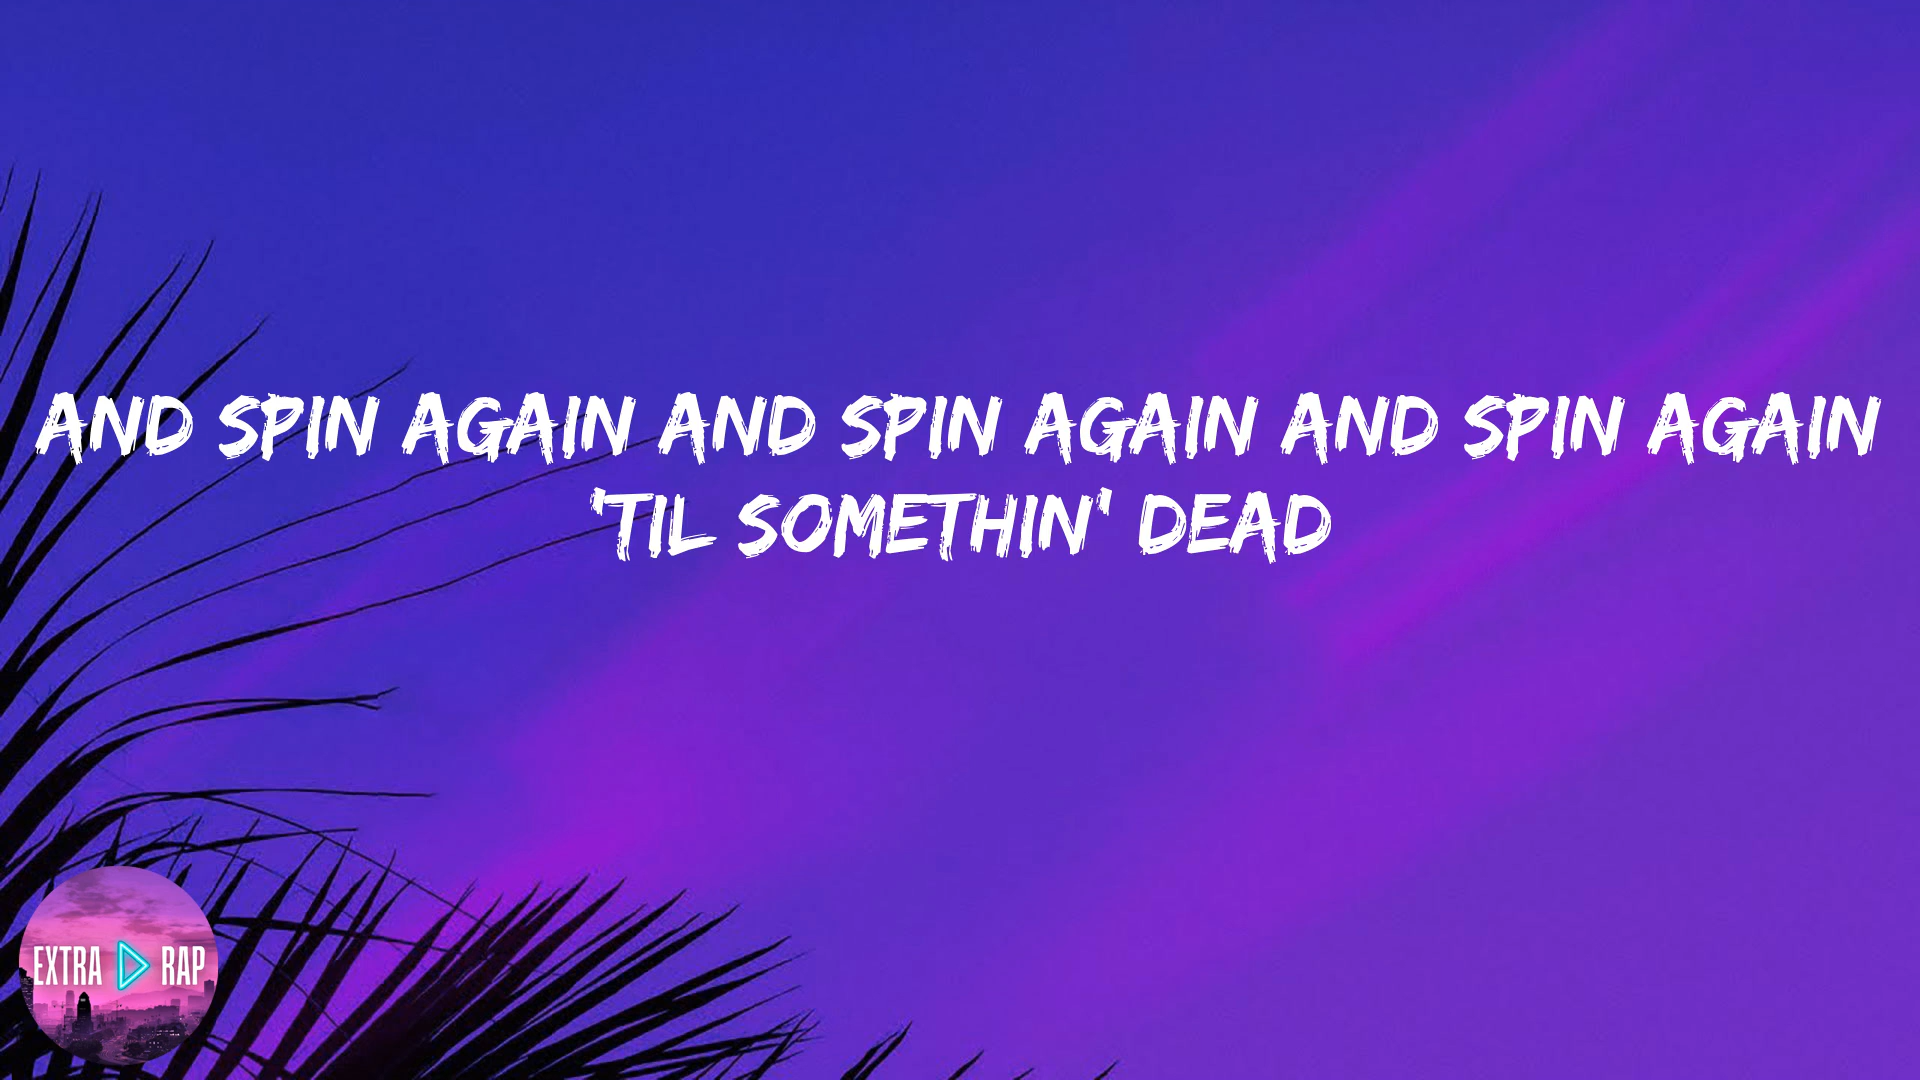 AND SPIN AGAIN AND SPIN AGAIN AND SPIN AGAIN
'TIL SOMETHIN' DEAD
EXTRA RAP